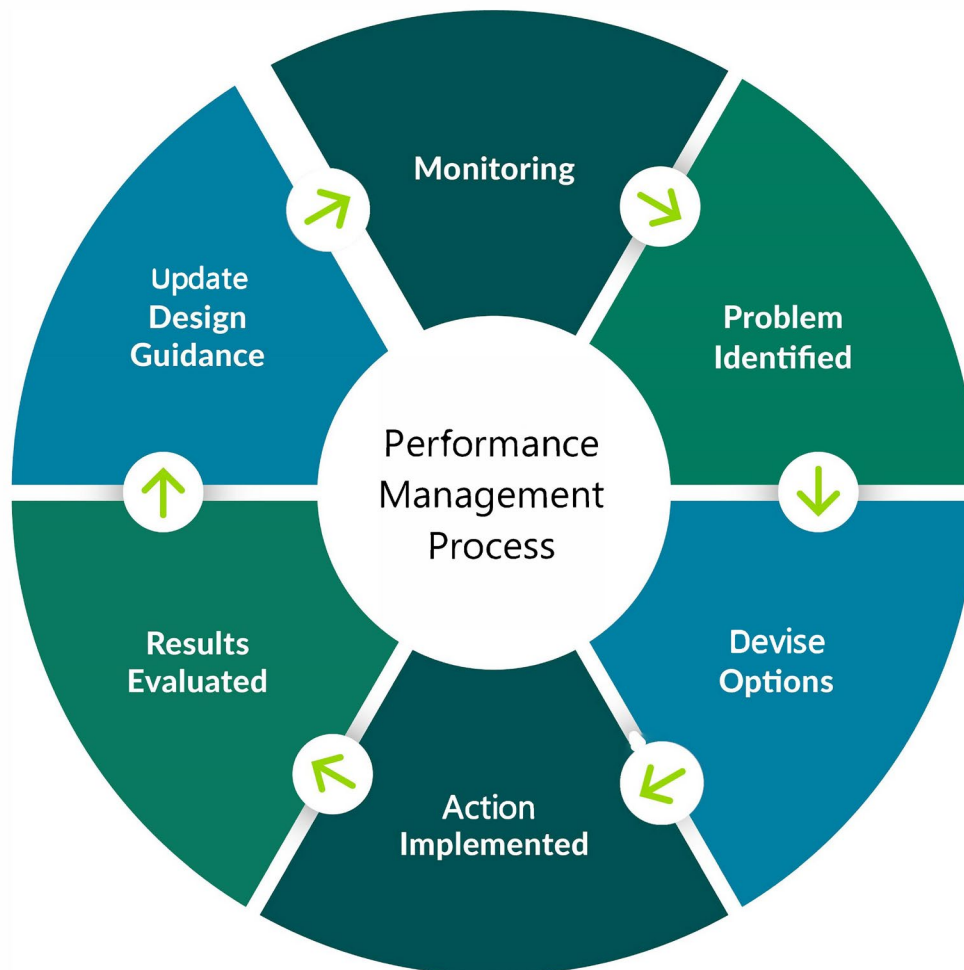 Monitoring
Problem
Identified
Devise
Options
Action
Implemented
Results
Evaluated
Update
Design
Guidance
Performance
Management
Process